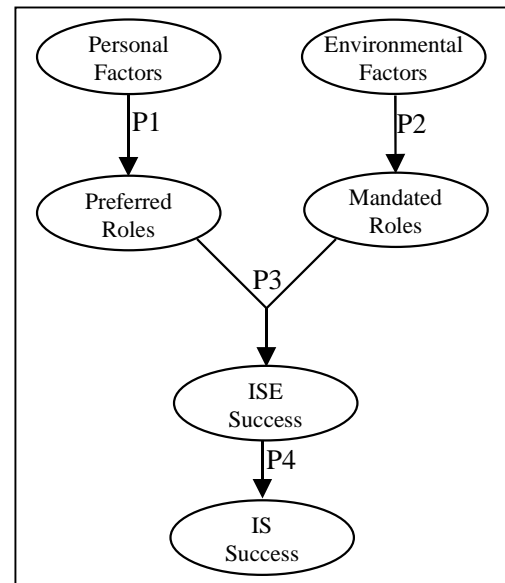 Personal
Factors
Environmental
Factors
P1
P2
Preferred
Roles
Mandated
Roles
P3
ISE
Success
P4
IS
Success